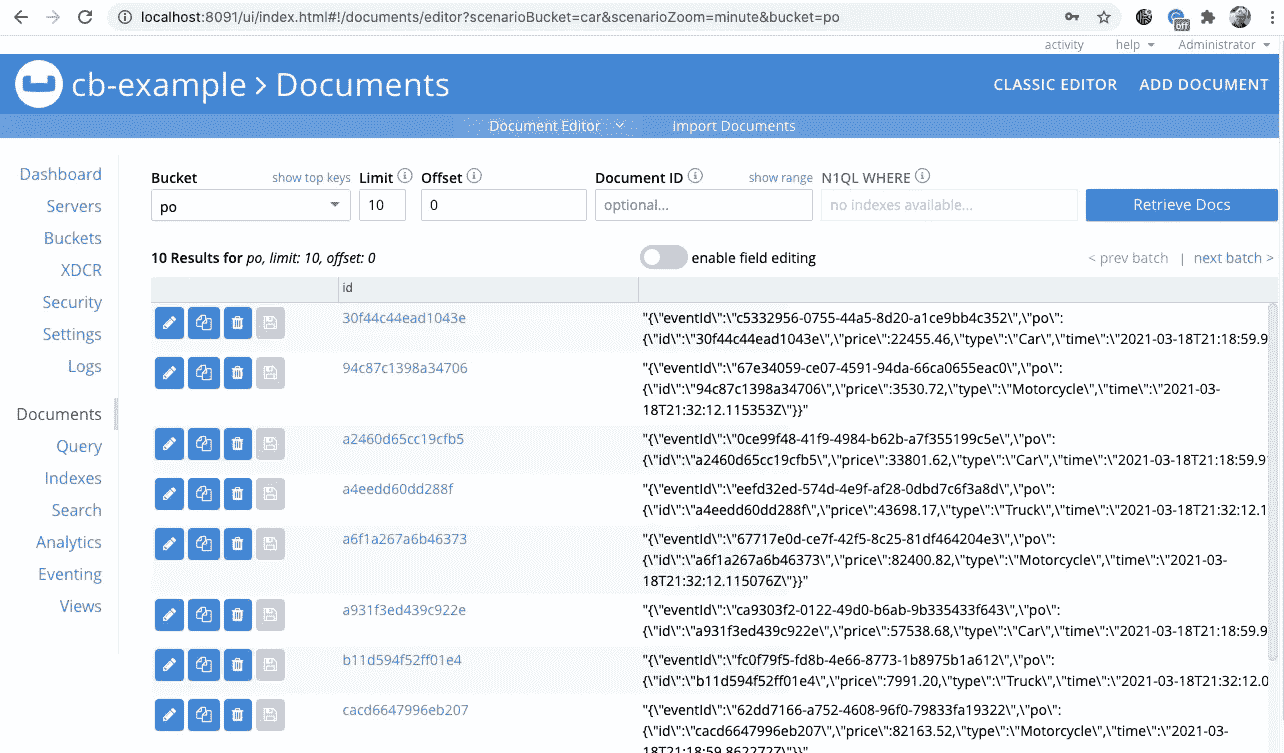 localhost:8091/ui/index.html#!/documents/editor?scenarioBucket=car&scenarioZoom=minute&bucket=po
off
activity help Administrator
cb-example > Documents
CLASSIC EDITOR ADD DOCUMENT
Document Editor Import Documents
Dashboard
Servers
Buckets
XDCR
Security
Settings
Logs
Documents
Query
Indexes
Search
Analytics
Eventing
Views
Bucket show top keys Limit Offset Document ID show range N1QL WHERE
po 10 0 optional... no indexes available... Retrieve Docs
10 Results for po, limit: 10, offset: 0 enable field editing < prev batch | next batch >
id
30f44c44ead1043e "{\"eventId\":\"c5332956-0755-44a5-8d20-a1ce9bb4c352\",\"po\":
{\"id\":\"30f44c44ead1043e\",\"price\":22455.46,\"type\":\"Car\",\"time\":\"2021-03-18T21:18:59.9
94c87c1398a34706 "{\"eventId\":\"67e34059-ce07-4591-94da-66ca0655eac0\",\"po\":
{\"id\":\"94c87c1398a34706\",\"price\":3530.72,\"type\":\"Motorcycle\",\"time\":\"2021-03-
18T21:32:12.115353Z\"}}"
a2460d65cc19cfb5 "{\"eventId\":\"0ce99f48-41f9-4984-b62b-a7f355199c5e\",\"po\":
{\"id\":\"a2460d65cc19cfb5\",\"price\":33801.62,\"type\":\"Car\",\"time\":\"2021-03-18T21:18:59.9
a4eedd60dd288f "{\"eventId\":\"eefd32ed-574d-4e9f-af28-0dbd7c6f3a8d\",\"po\":
{\"id\":\"a4eedd60dd288f\",\"price\":43698.17,\"type\":\"Truck\",\"time\":\"2021-03-18T21:32:12.1
a6f1a267a6b46373 "{\"eventId\":\"67717e0d-ce7f-42f5-8c25-81df464204e3\",\"po\":
{\"id\":\"a6f1a267a6b46373\",\"price\":82400.82,\"type\":\"Motorcycle\",\"time\":\"2021-03-
18T21:32:12.115076Z\"}}"
a931f3ed439c922e "{\"eventId\":\"ca9303f2-0122-49d0-b6ab-9b335433f643\",\"po\":
{\"id\":\"a931f3ed439c922e\",\"price\":57538.68,\"type\":\"Car\",\"time\":\"2021-03-18T21:18:59.9
b11d594f52ff01e4 "{\"eventId\":\"fc0f79f5-fd8b-4e66-8773-1b8975b1a612\",\"po\":
{\"id\":\"b11d594f52ff01e4\",\"price\":7991.20,\"type\":\"Truck\",\"time\":\"2021-03-18T21:32:12.0
cacd6647996eb207 "{\"eventId\":\"62dd7166-a752-4608-96f0-79833fa19322\",\"po\":
{\"id\":\"cacd6647996eb207\",\"price\":82163.52,\"type\":\"Motorcycle\",\"time\":\"2021-03-
18T21:18:59.862272Z\"}}"